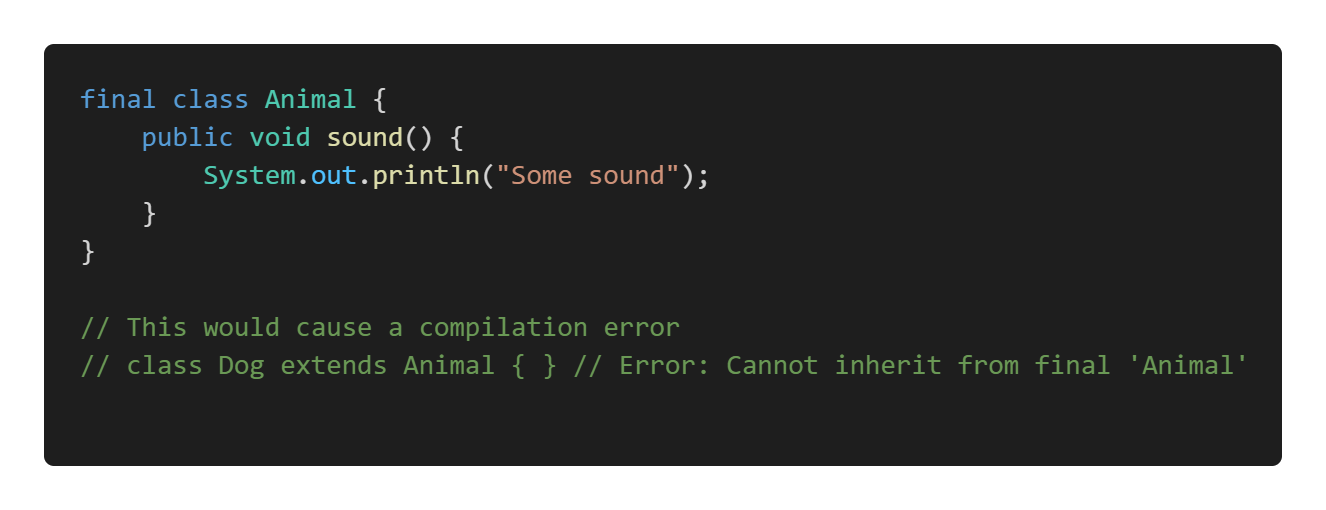 final class Animal {
    public void sound() {
        System.out.println("Some sound");
    }
}

// This would cause a compilation error
// class Dog extends Animal { } // Error: Cannot inherit from final 'Animal'